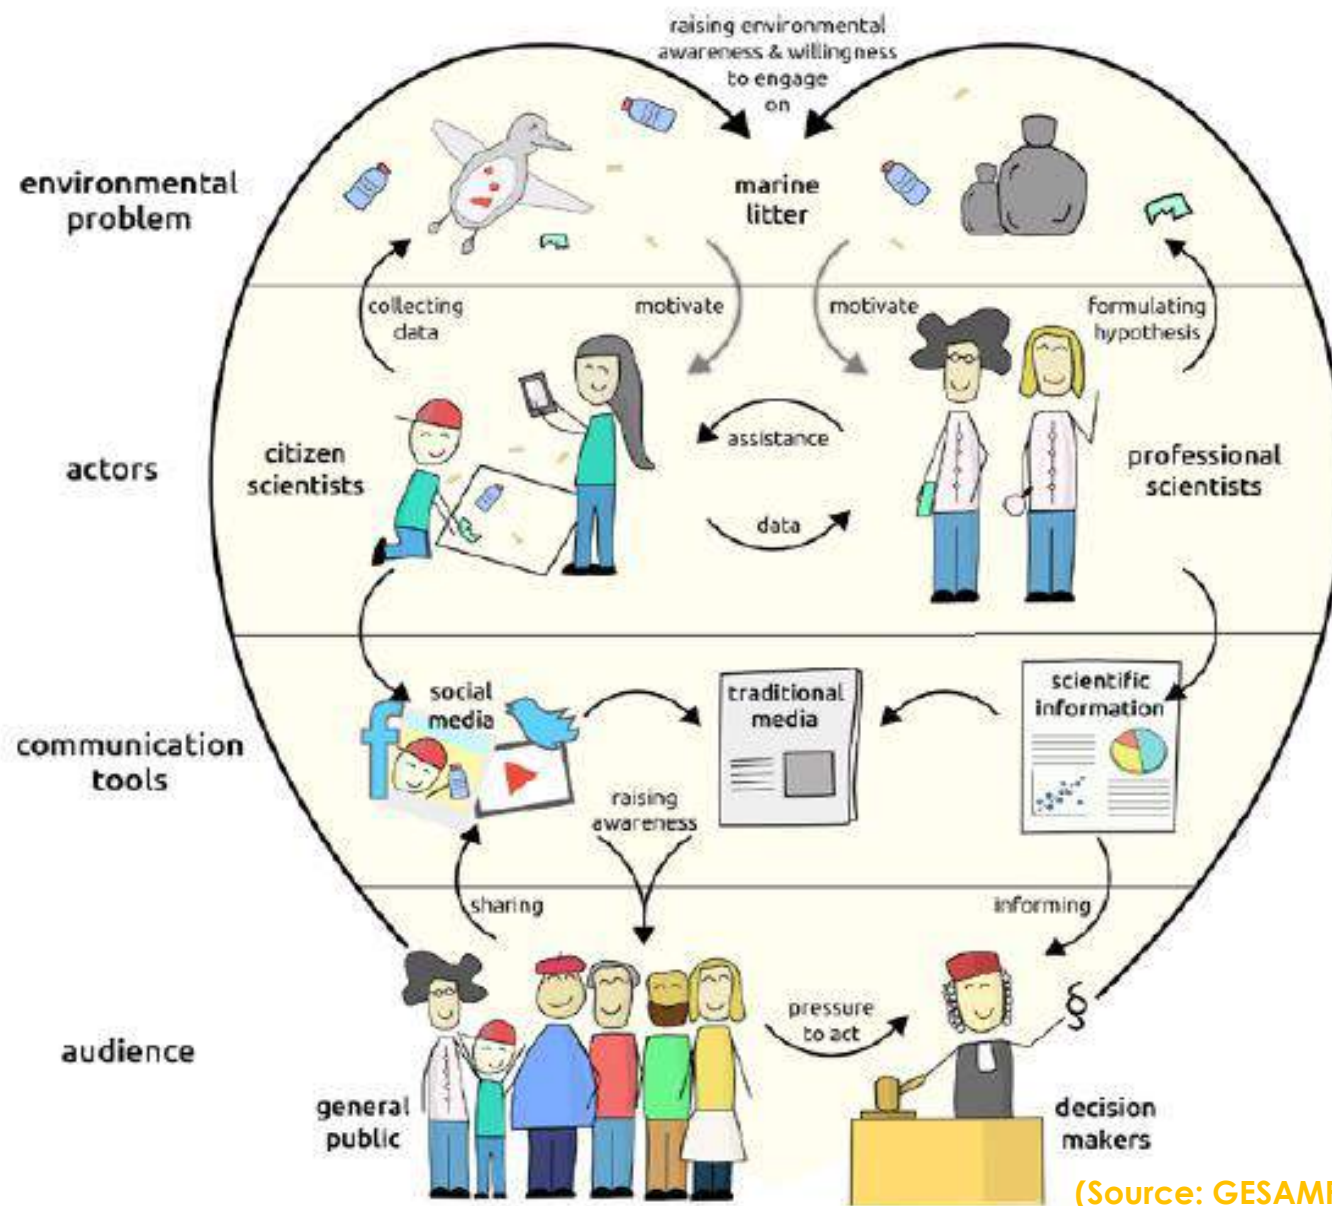 raising environmental
awareness & willingness
to engage
on
environmental
problem
marine
litter
collecting
data
motivate
motivate
formulating
hypothesis
actors
citizen
scientists
assistance
data
professional
scientists
communication
tools
social
media
traditional
media
scientific
information
raising
awareness
sharing
informing
audience
general
public
pressure
to act
§
decision
makers
(Source: GESAM